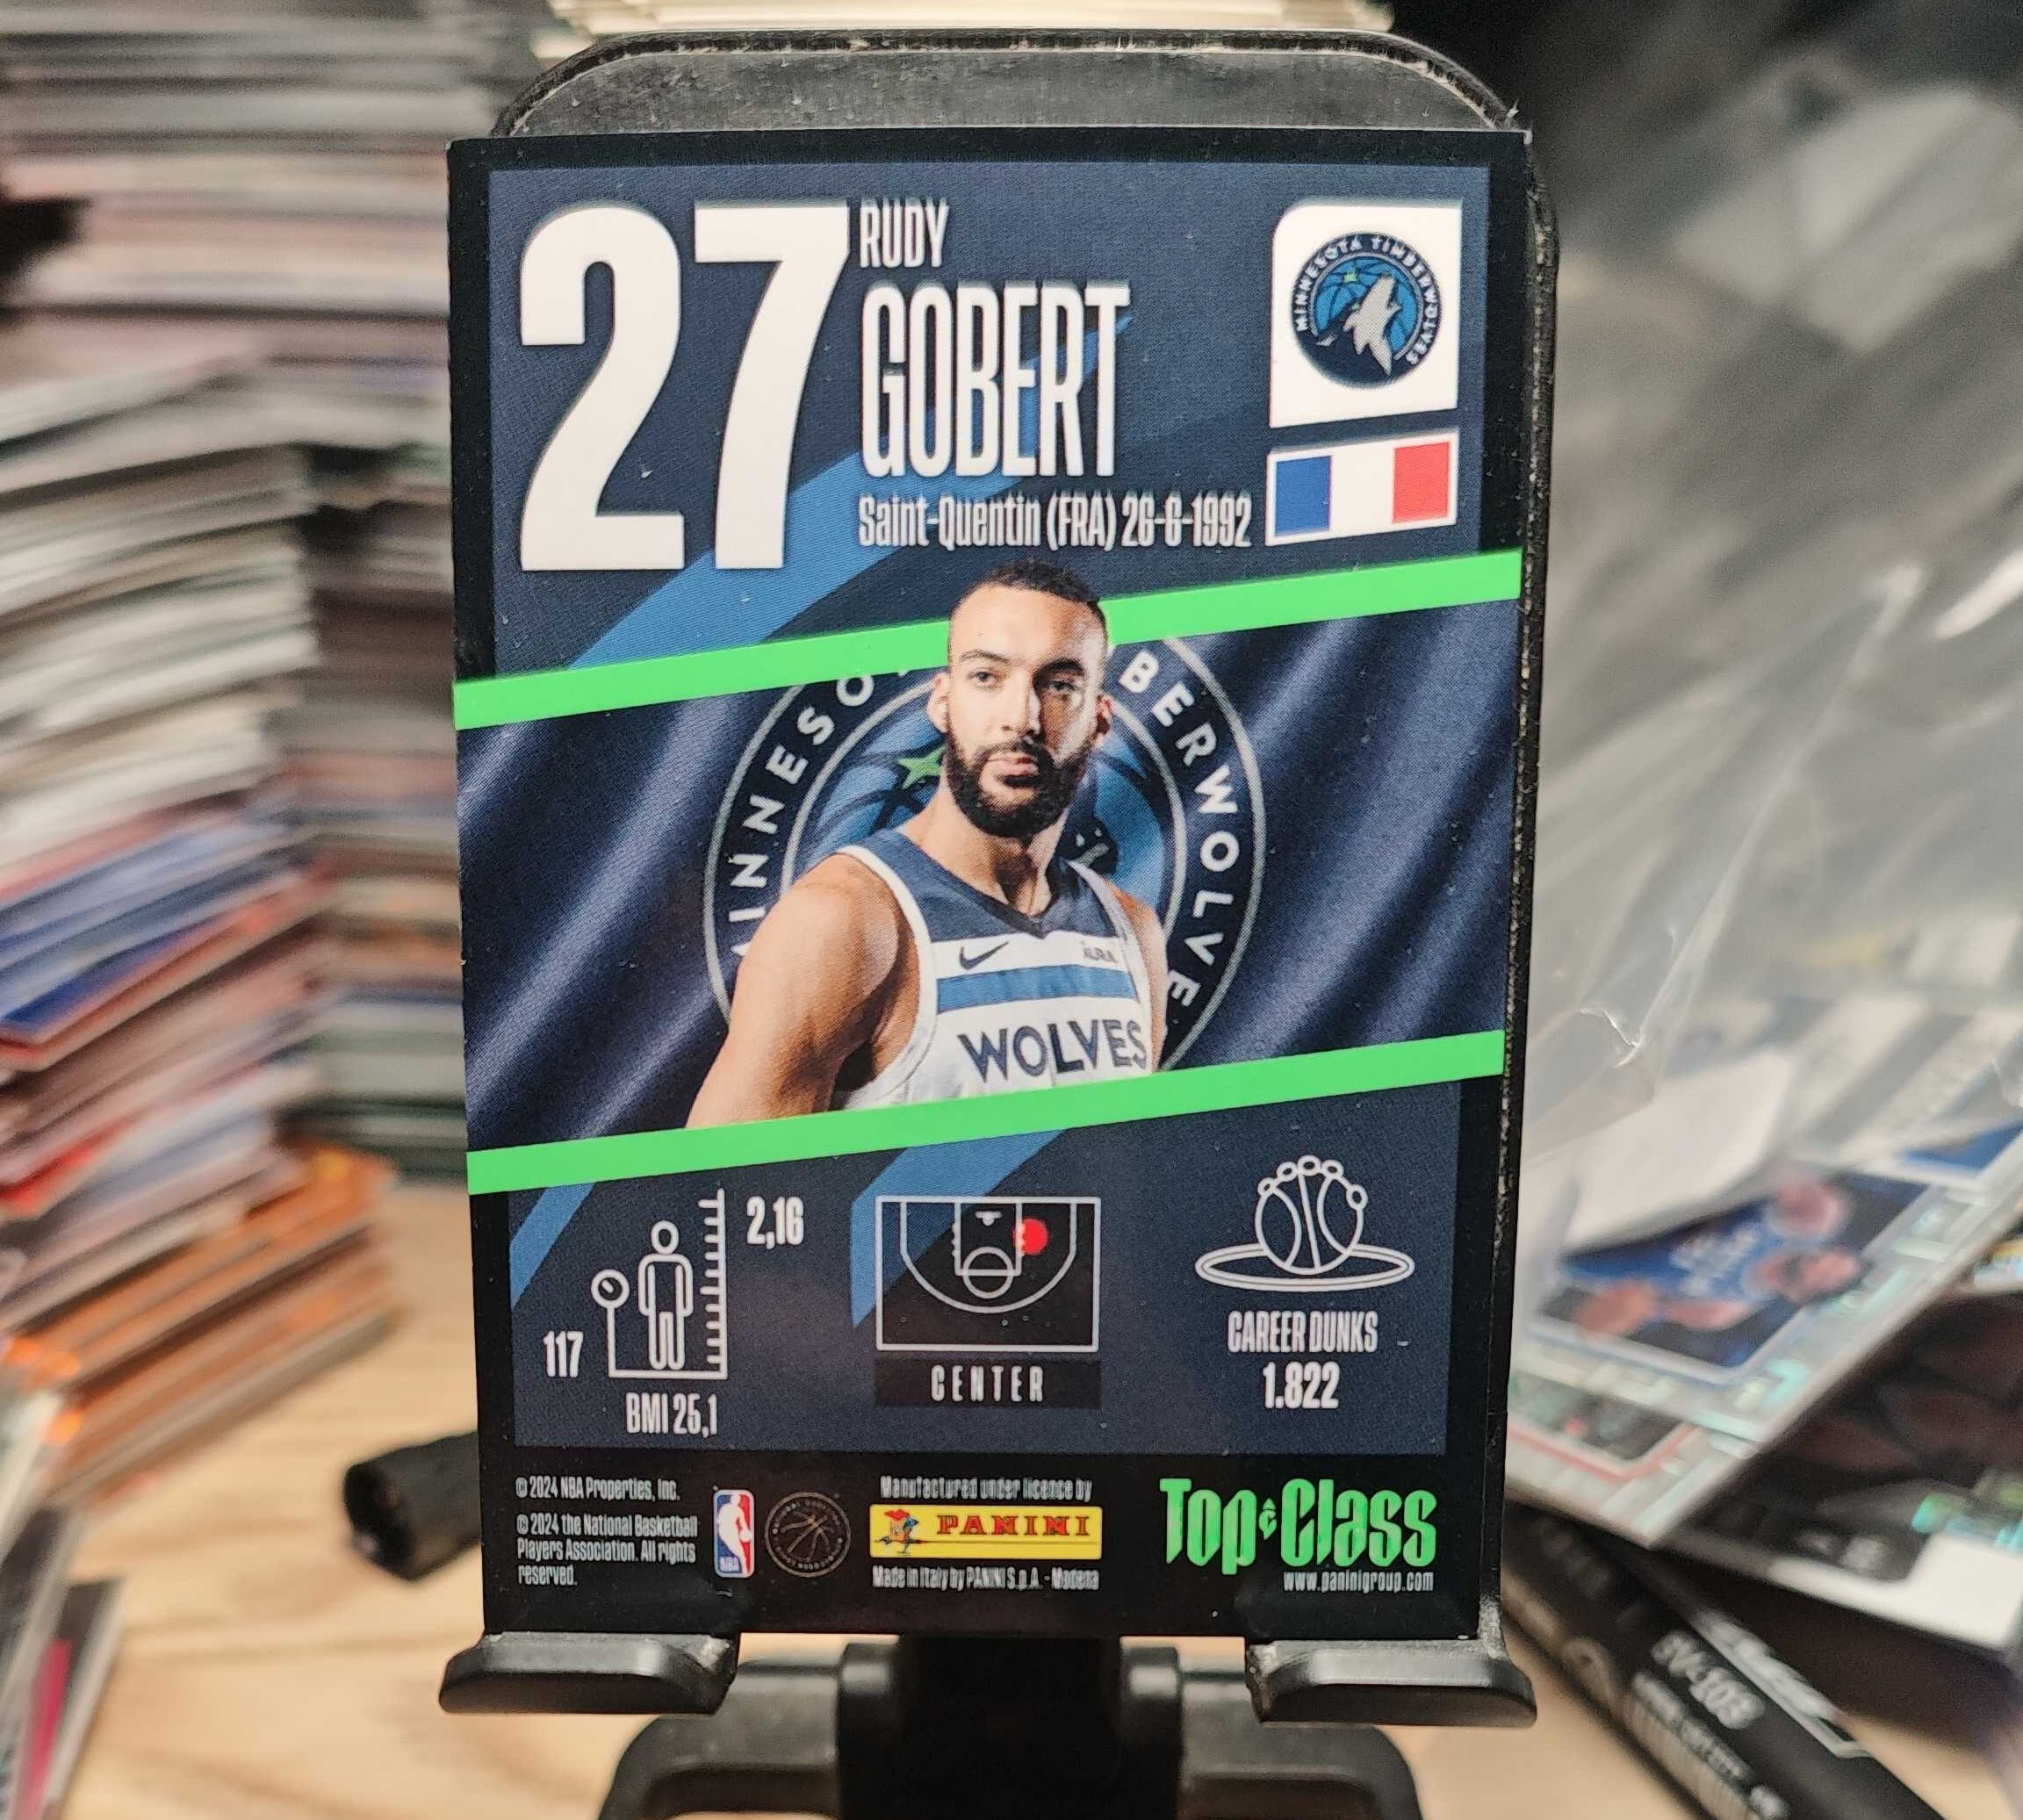 27
RUDY
GOBERT
Saint-Quentin (FRA) 26-6-1992
MINNESOTA TIMBERWOLVES
WOLVES
2,16
117
BMI 25,1
CENTER
CAREER DUNKS
1.822
© 2024 NBA Properties, Inc.
© 2024 the National Basketball
Players Association. All rights
reserved.
NBA
Manufactured under licence by
PANINI
Made in Italy by PANINI S.p.A. - Modena
Top Class
www.paninigroup.com